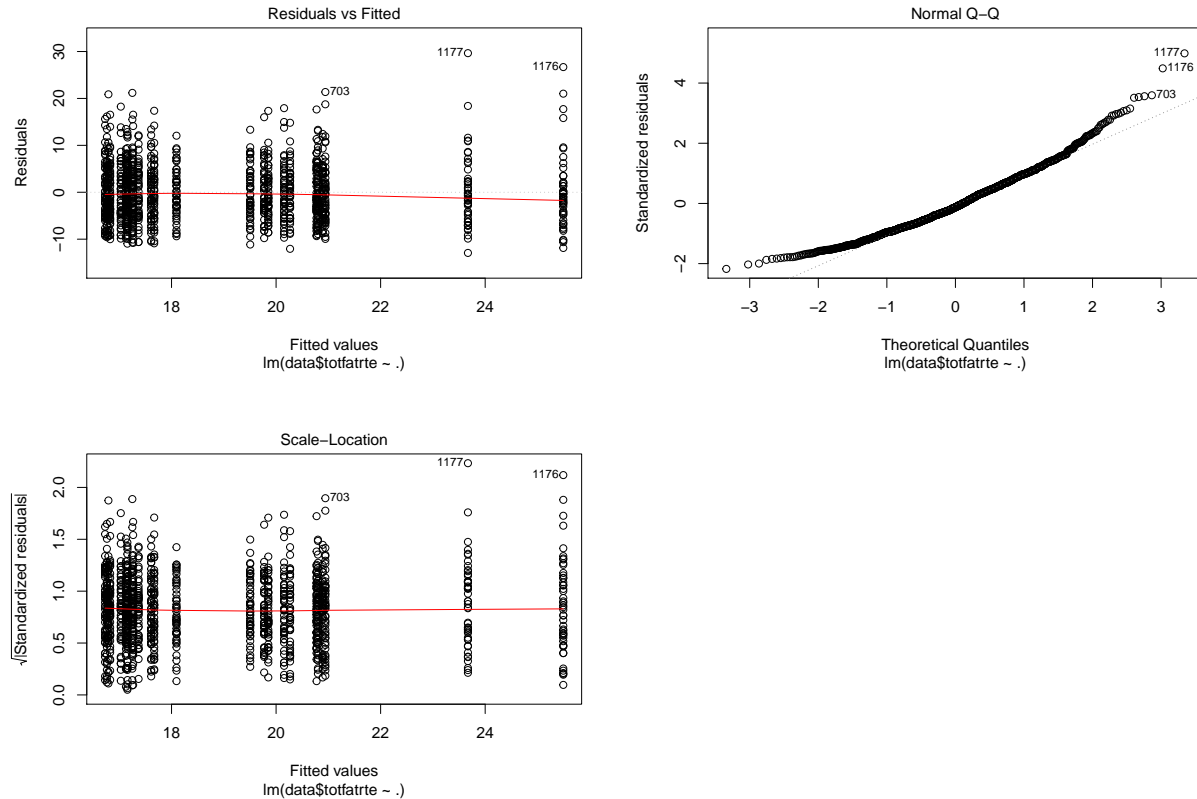 Residuals vs Fitted
Residuals
30
20
10
0
−10
1177
1176
703
18 20 22 24
Fitted values
lm(data$totfatrte ~ .)
Normal Q−Q
Standardized residuals
4
2
0
−2
1177
1176
703
−3 −2 −1 0 1 2 3
Theoretical Quantiles
lm(data$totfatrte ~ .)
Scale−Location
√|Standardized residuals|
2.0
1.5
1.0
0.5
0.0
1177
1176
703
18 20 22 24
Fitted values
lm(data$totfatrte ~ .)